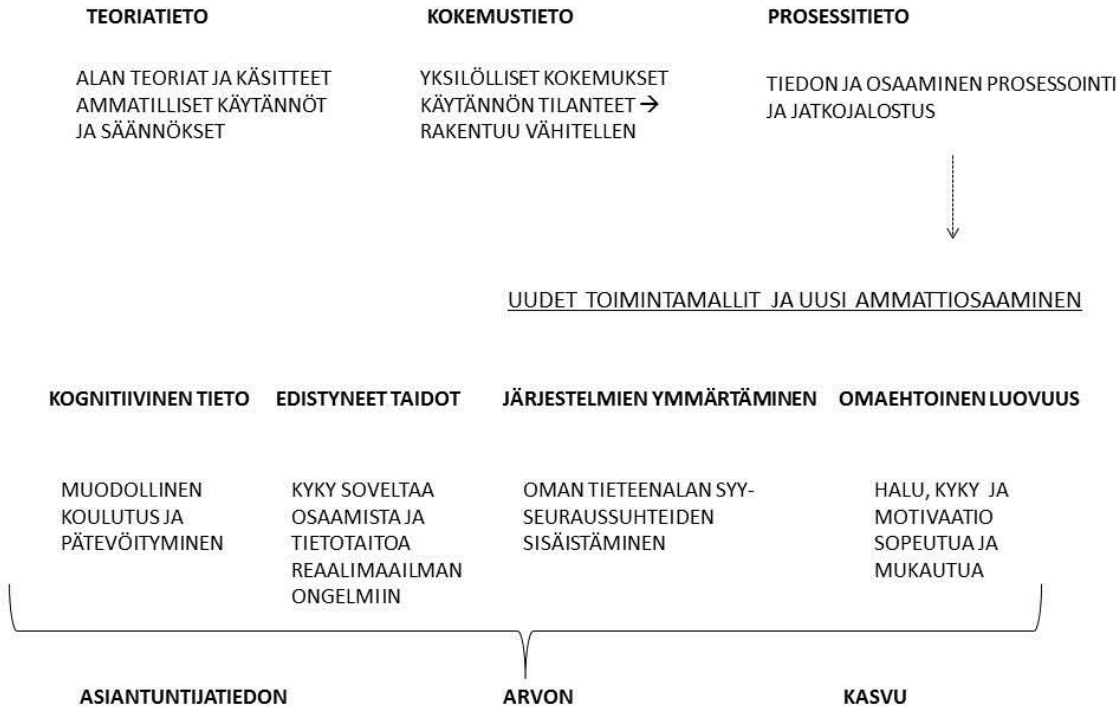 TEORIATIETO
KOKEMUSTIETO
PROSESSITIETO
ALAN TEORIAT JA KÄSITTEET
AMMATILLISET KÄYTÄNNÖT
JA SÄÄNNÖKSET
YKSILÖLLISET KOKEMUKSET
KÄYTÄNNÖN TILANTEET →
RAKENTUU VÄHITELLEN
TIEDON JA OSAAMINEN PROSESSOINTI
JA JATKOJALOSTUS
UUDET TOIMINTAMALLIT JA UUSI AMMATTIOSAAMINEN
KOGNITIIVINEN TIETO
EDISTYNEET TAIDOT
JÄRJESTELMIEN YMMÄRTÄMINEN
OMAEHTOINEN LUOVUUS
MUODOLLINEN
KOULUTUS JA
PÄTEVÖITYMINEN
KYKY SOVELTAA
OSAAMISTA JA
TIETOTAITOA
REAALIMAAILMAN
ONGELMIIN
OMAN TIETEENALAN SYY-
SEURAUSSUHTEIDEN
SISÄISTÄMINEN
HALU, KYKY JA
MOTIVAATIO
SOPEUTUA JA
MUKAUTUA
ASIANTUNTIJATIEDON
ARVON
KASVU